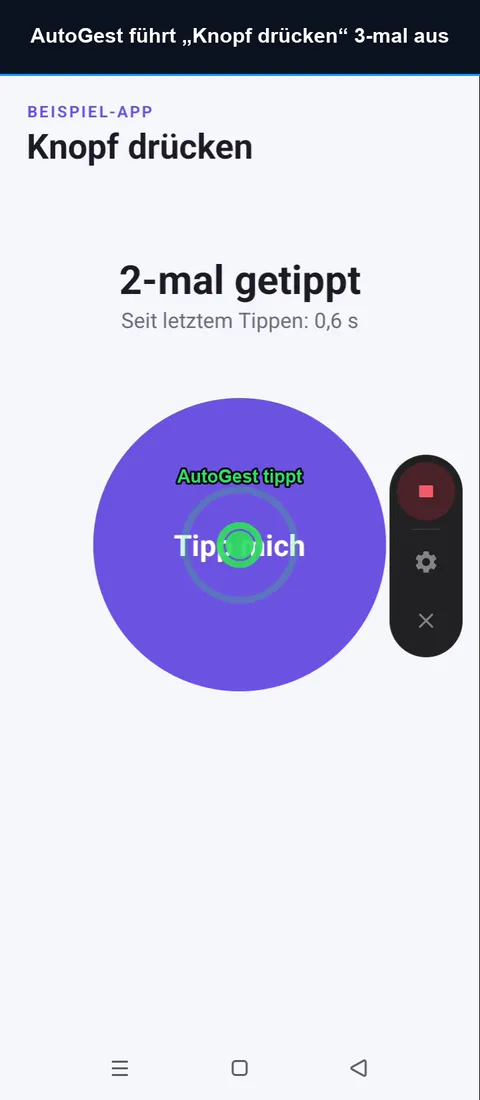 AutoGest führt „Knopf drücken“ 3-mal aus
BEISPIEL-APP
Knopf drücken
2-mal getippt
Seit letztem Tippen: 0,6 s
AutoGest tippt
Tipp mich